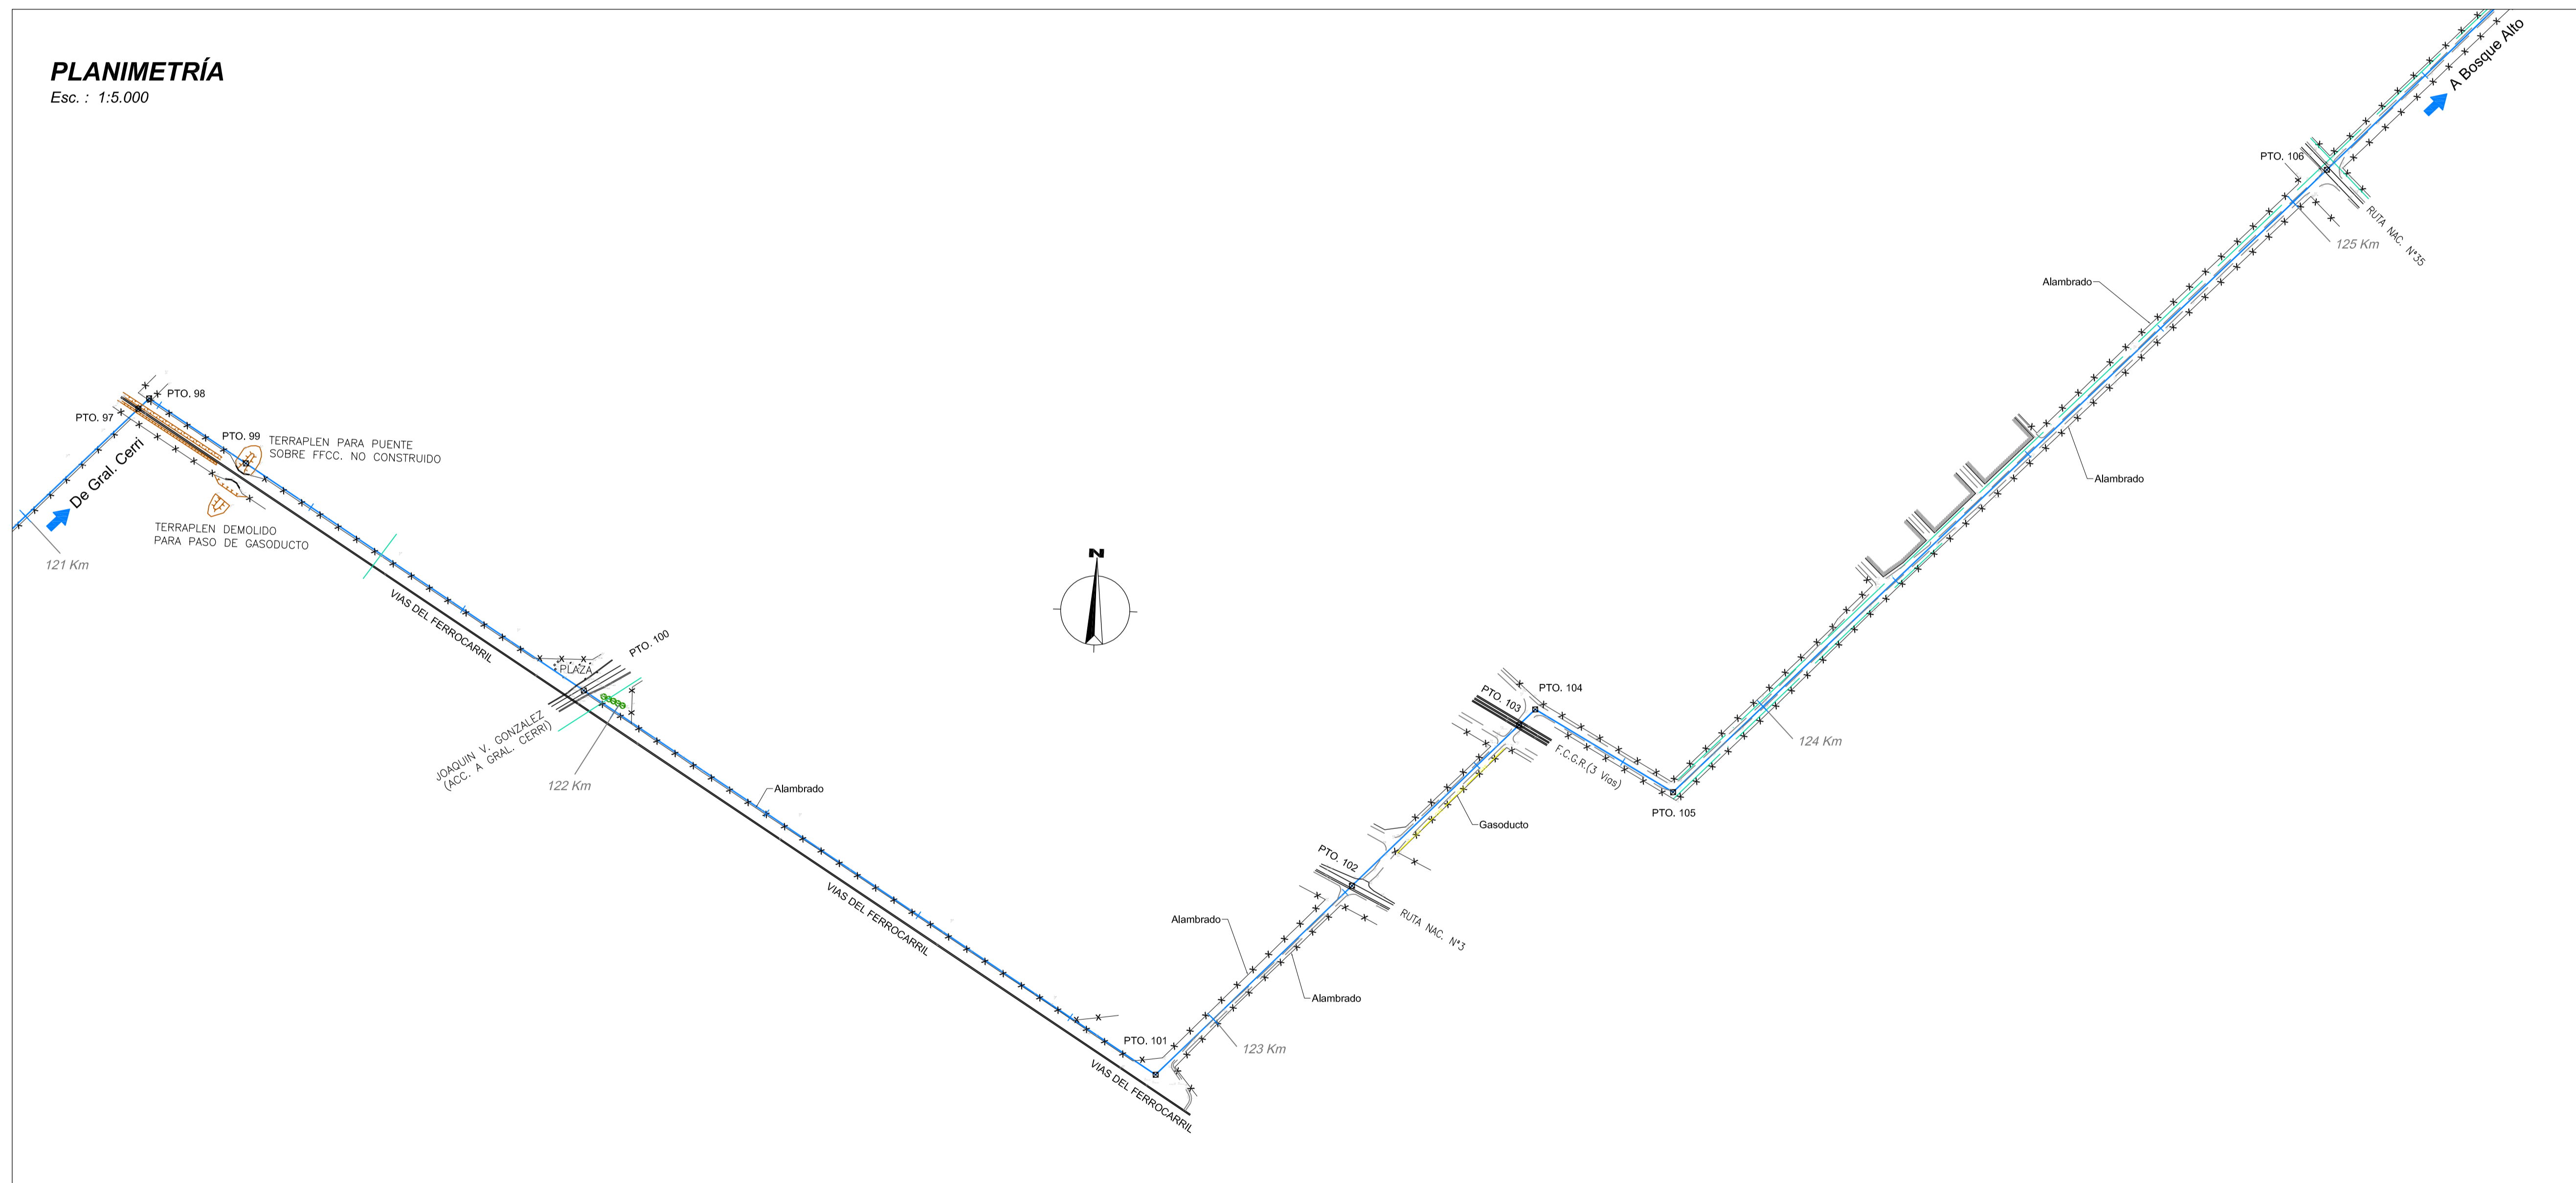 PLANIMETRÍA
Esc. : 1:5.000
A Bosque Alto
PTO. 106
RUTA NAC. N°35
125 Km
Alambrado
Alambrado
PTO. 98
PTO. 97
De Gral. Cerri
PTO. 99
TERRAPLEN PARA PUENTE
SOBRE FFCC. NO CONSTRUIDO
TERRAPLEN DEMOLIDO
PARA PASO DE GASODUCTO
121 Km
N
VIAS DEL FERROCARRIL
PTO. 100
PLAZA
JOAQUIN V. GONZALEZ
(ACC. A GRAL. CERRI)
122 Km
Alambrado
VIAS DEL FERROCARRIL
PTO. 103
PTO. 104
F.C.G.R.(3 Vias)
124 Km
PTO. 105
Gasoducto
PTO. 102
RUTA NAC. N°3
Alambrado
Alambrado
PTO. 101
123 Km
VIAS DEL FERROCARRIL